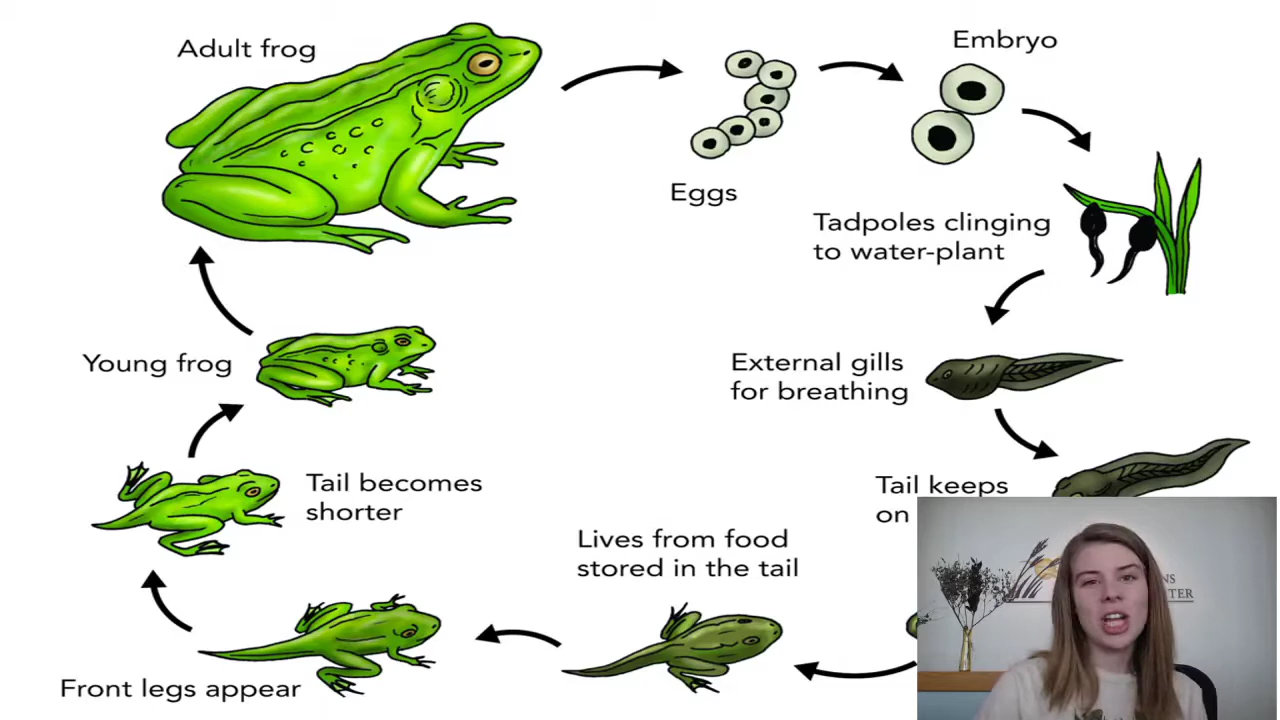 Adult frog
Embryo
Eggs
Tadpoles clinging
to water-plant
External gills
for breathing
Tail keeps
on
Lives from food
stored in the tail
Front legs appear
Tail becomes
shorter
Young frog